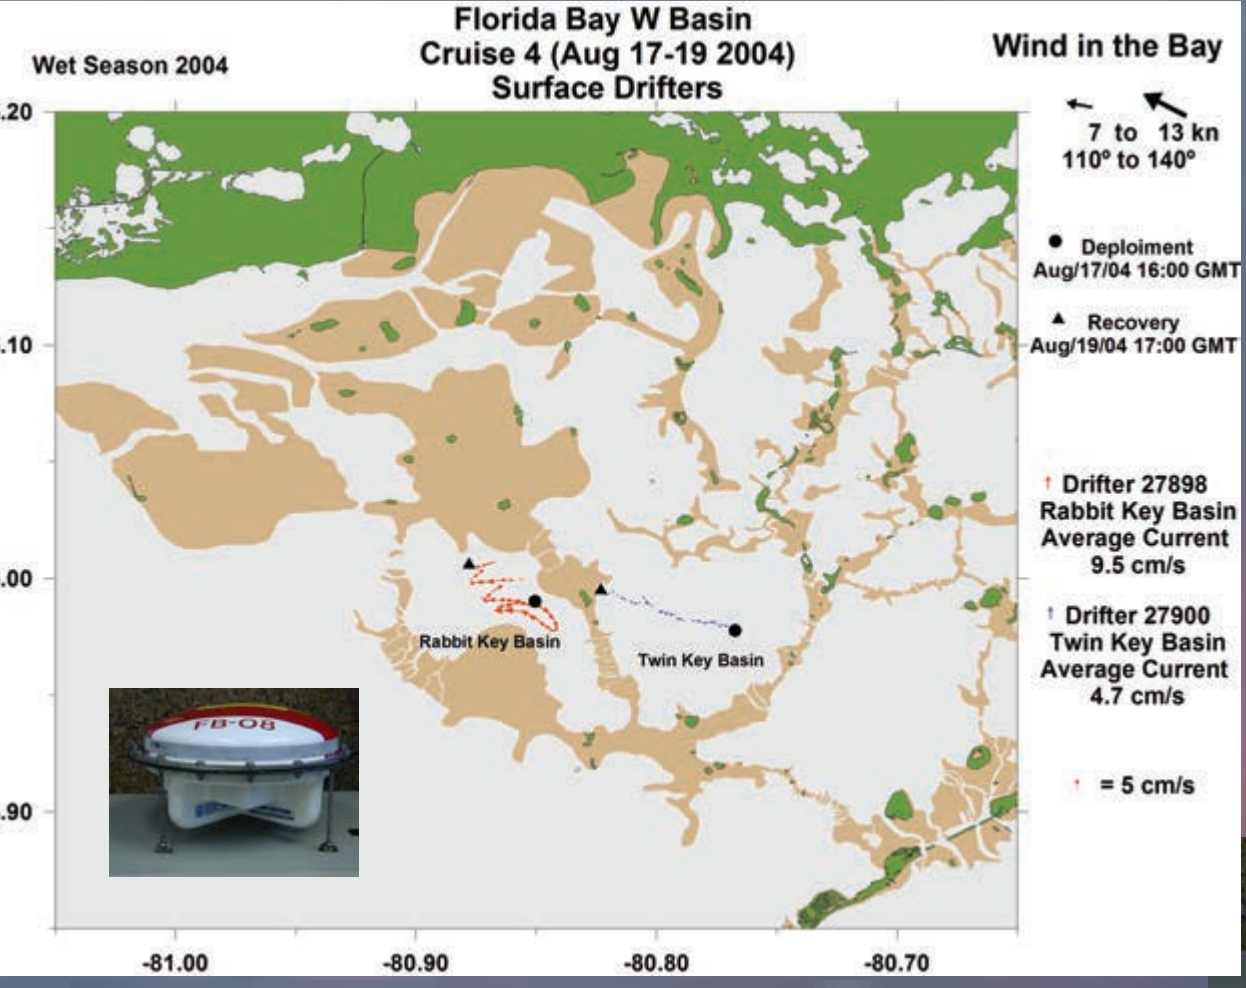 Florida Bay W Basin
Cruise 4 (Aug 17-19 2004)
Surface Drifters
Wet Season 2004
Wind in the Bay
7 to 13 kn
110º to 140º
Deploiment
Aug/17/04 16:00 GMT
Recovery
Aug/19/04 17:00 GMT
Drifter 27898
Rabbit Key Basin
Average Current
9.5 cm/s
Drifter 27900
Twin Key Basin
Average Current
4.7 cm/s
= 5 cm/s
.20
.10
.00
.90
Rabbit Key Basin
Twin Key Basin
FB-08
-81.00
-80.90
-80.80
-80.70